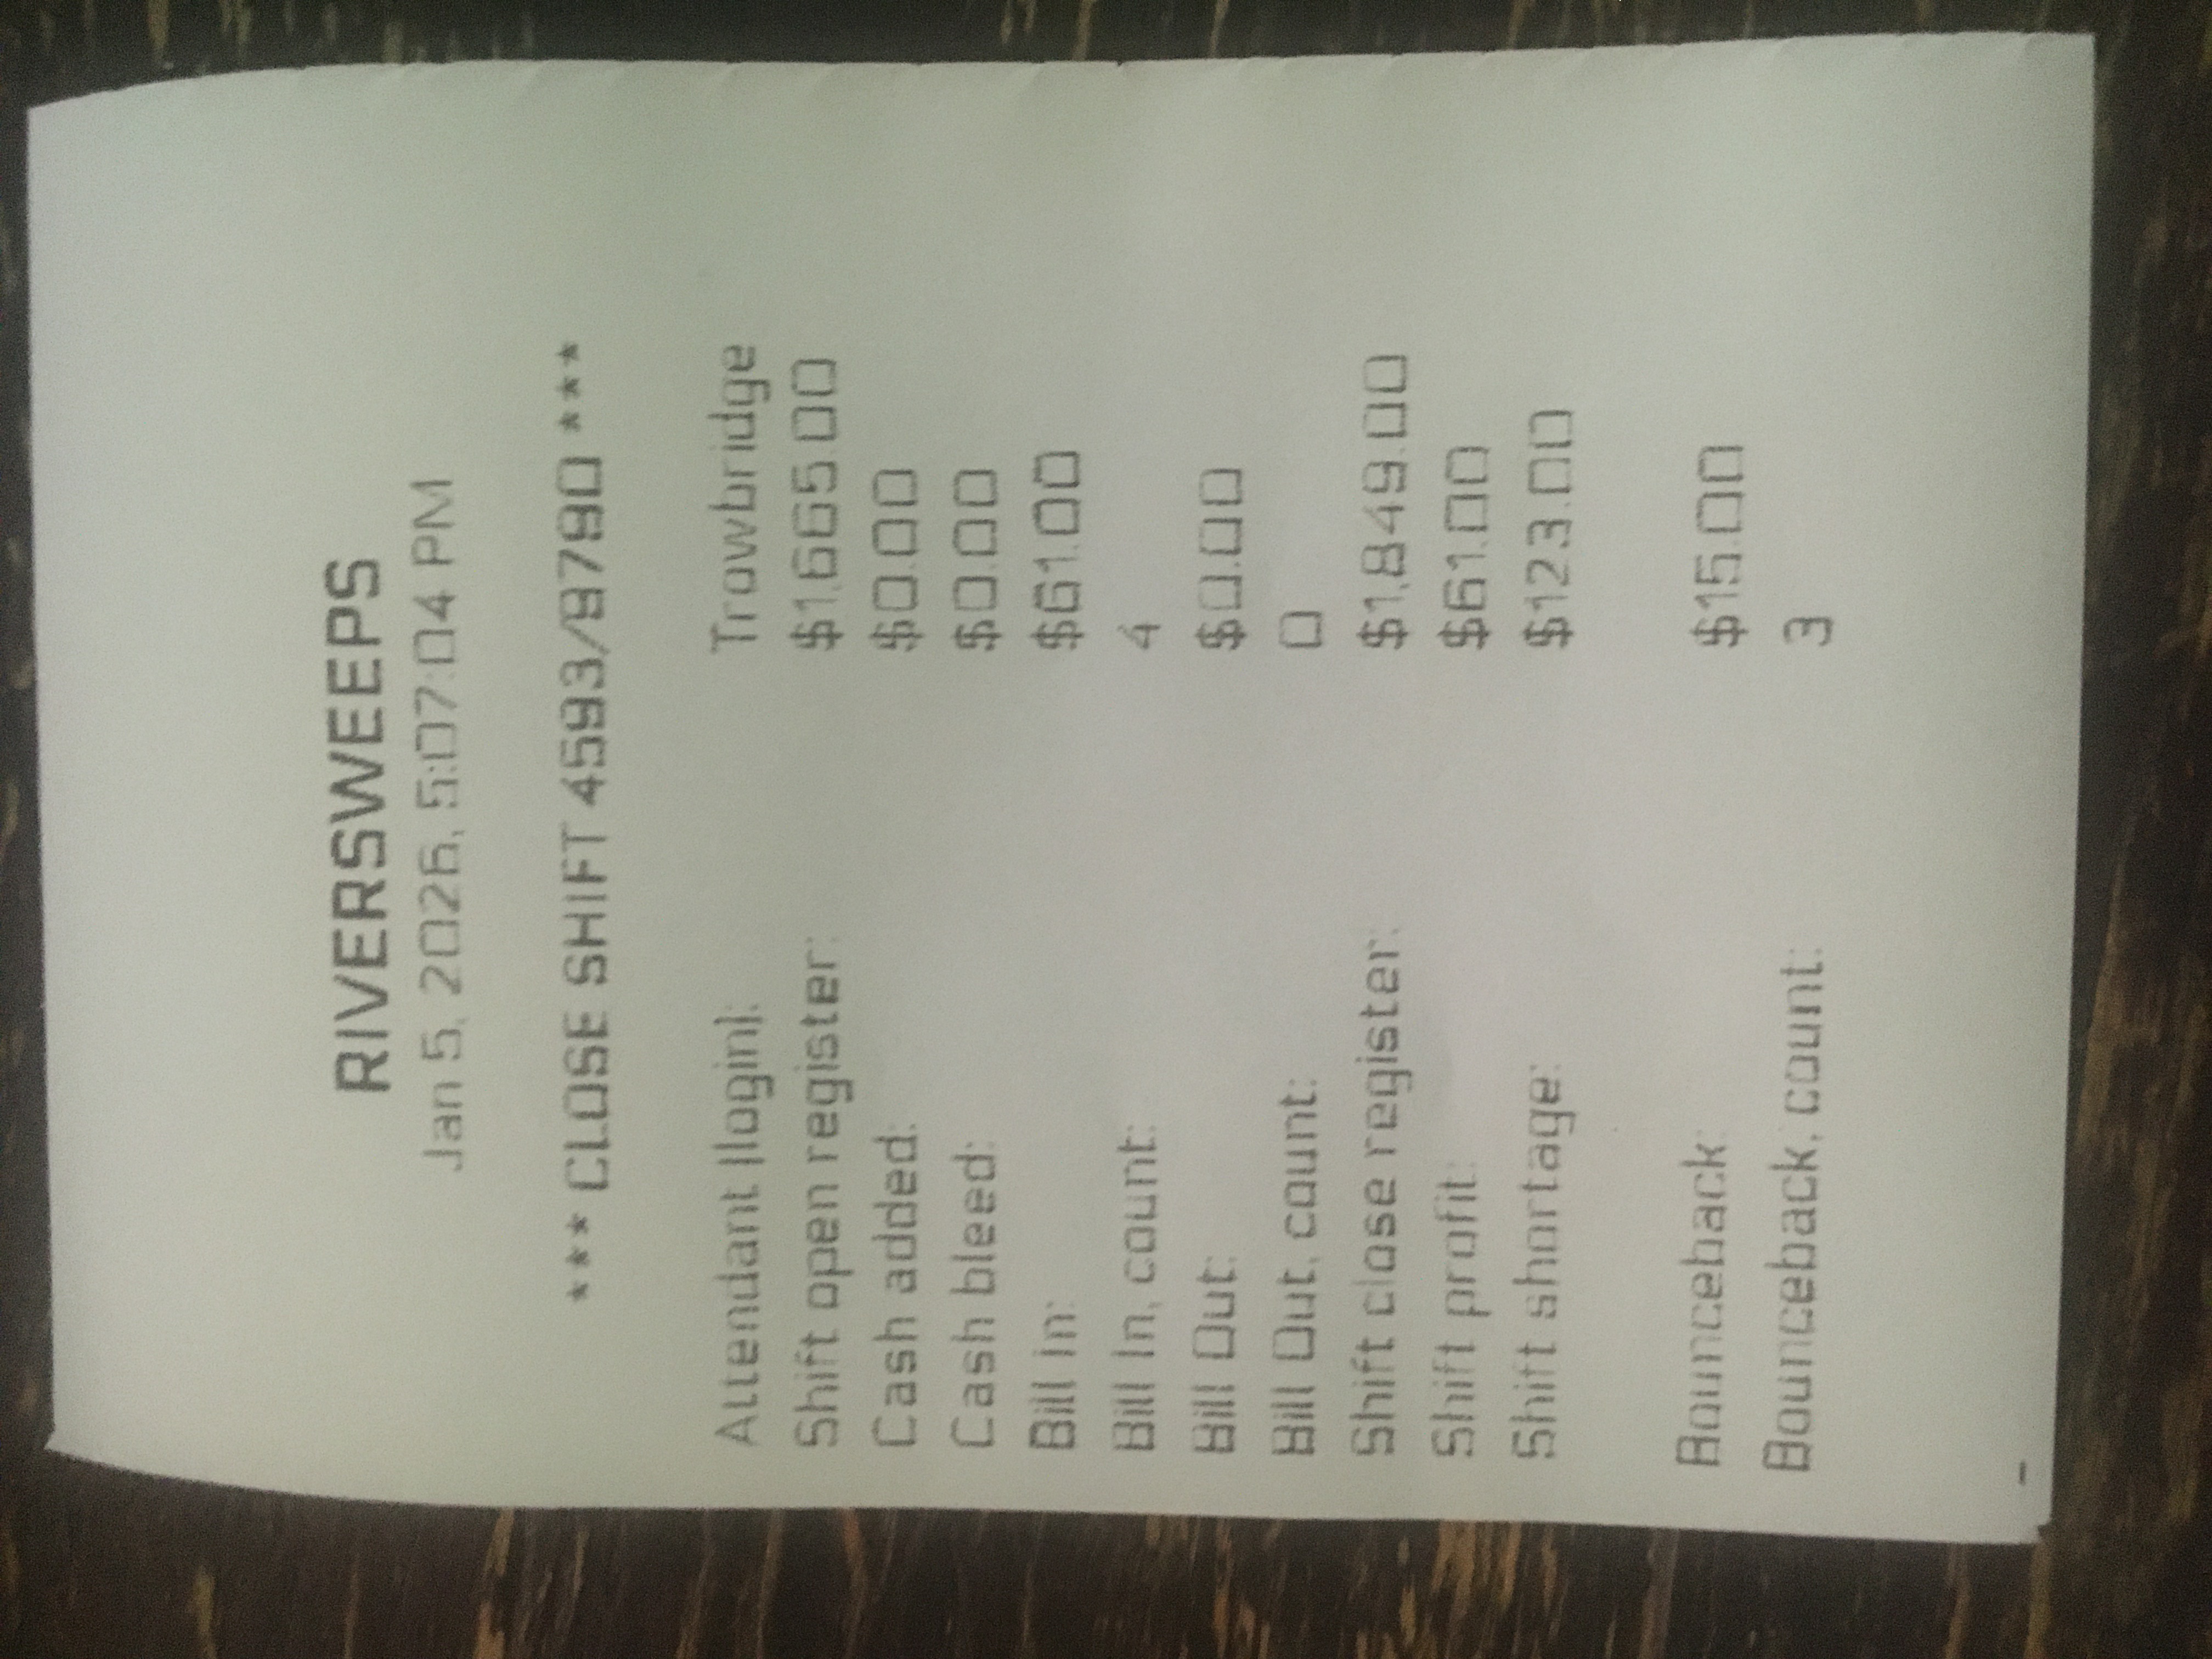 RIVERSWEEPS
Jan 5, 2026, 5:07:04 PM
*** CLOSE SHIFT 4593/97890 ***
Attendant (login): Trowbridge
Shift open register: $1,665.00
Cash added: $0.00
Cash bleed: $0.00
Bill in: $61.00
Bill In, count: 4
Bill Out: $0.00
Bill Out, count: 0
Shift close register: $1,849.00
Shift profit: $61.00
Shift shortage: $123.00
Bounceback: $15.00
Bounceback, count: 3